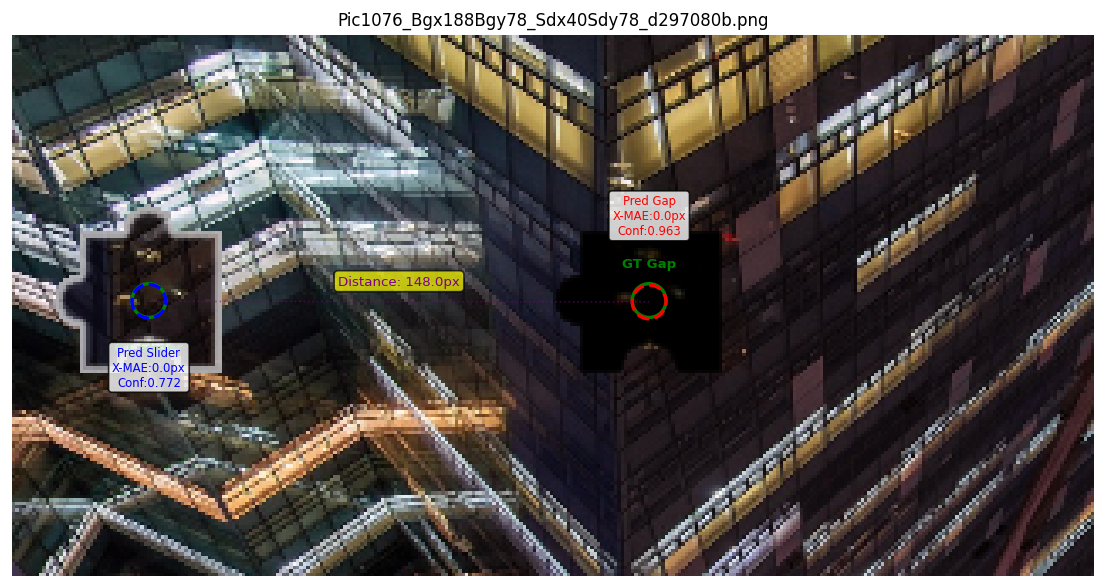 Pic1076_Bgx188Bgy78_Sdx40Sdy78_d297080b.png
Pred Gap
X-MAE:0.0px
Conf:0.963
GT Gap
Distance: 148.0px
Pred Slider
X-MAE:0.0px
Conf:0.772